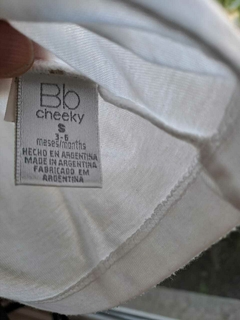 Bb
cheeky
S
3-6
meses/months
HECHO EN ARGENTINA
MADE IN ARGENTINA
FABRICADO EM
ARGENTINA